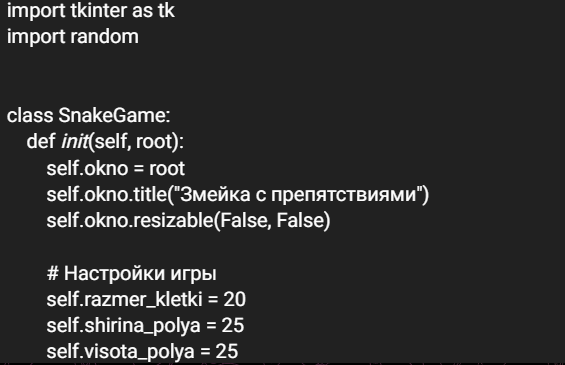 import tkinter as tk
import random
class SnakeGame:
def init(self, root):
self.okno = root
self.okno.title("Змейка с препятствиями")
self.okno.resizable(False, False)
# Настройки игры
self.razmer_kletki = 20
self.shirina_polya = 25
self.visota_polya = 25